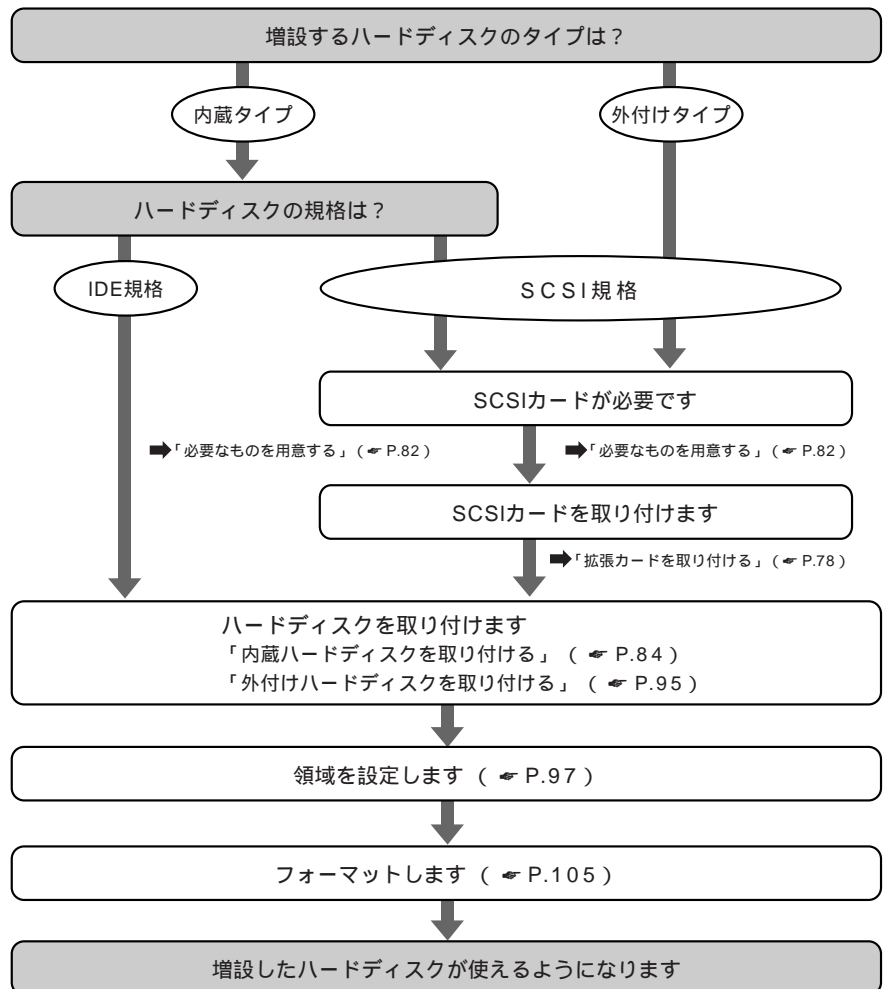 増設するハードディスクのタイプは？
内蔵タイプ
外付けタイプ
ハードディスクの規格は？
IDE規格
SCSI規格
SCSIカードが必要です
➡「必要なものを用意する」（☛ P.82）
➡「必要なものを用意する」（☛ P.82）
SCSIカードを取り付けます
➡「拡張カードを取り付ける」（☛ P.78）
ハードディスクを取り付けます
「内蔵ハードディスクを取り付ける」（☛ P.84）
「外付けハードディスクを取り付ける」（☛ P.95）
領域を設定します（☛ P.97）
フォーマットします（☛ P.105）
増設したハードディスクが使えるようになります